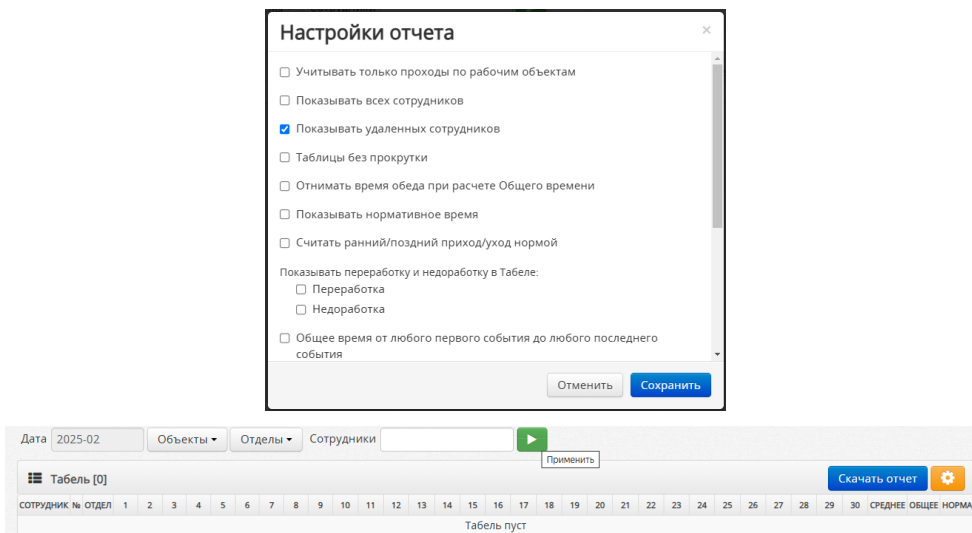 Настройки отчета ×
Учитывать только проходы по рабочим объектам
Показывать всех сотрудников
Показывать удаленных сотрудников
Таблицы без прокрутки
Отнимать время обеда при расчете Общего времени
Показывать нормативное время
Считать ранний/поздний приход/уход нормой
Показывать переработку и недоработку в Табеле:
Переработка
Недоработка
Общее время от любого первого события до любого последнего
события
Отменить Сохранить
Дата 2025-02 Объекты Отделы Сотрудники
Применить
Табель [0] Скачать отчет
СОТРУДНИК № ОТДЕЛ 1 2 3 4 5 6 7 8 9 10 11 12 13 14 15 16 17 18 19 20 21 22 23 24 25 26 27 28 29 30 СРЕДНЕЕ ОБЩЕЕ НОРМА
Табель пуст